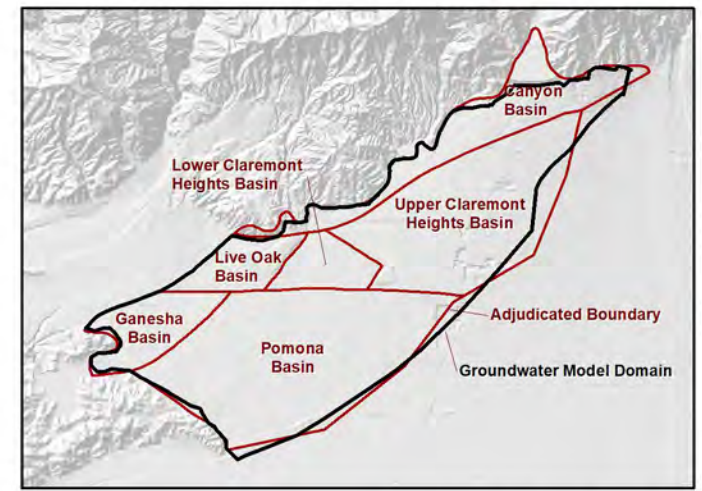 Canyon
Basin
Lower Claremont
Heights Basin
Upper Claremont
Heights Basin
Live Oak
Basin
Ganesha
Basin
Adjudicated Boundary
Pomona
Basin
Groundwater Model Domain